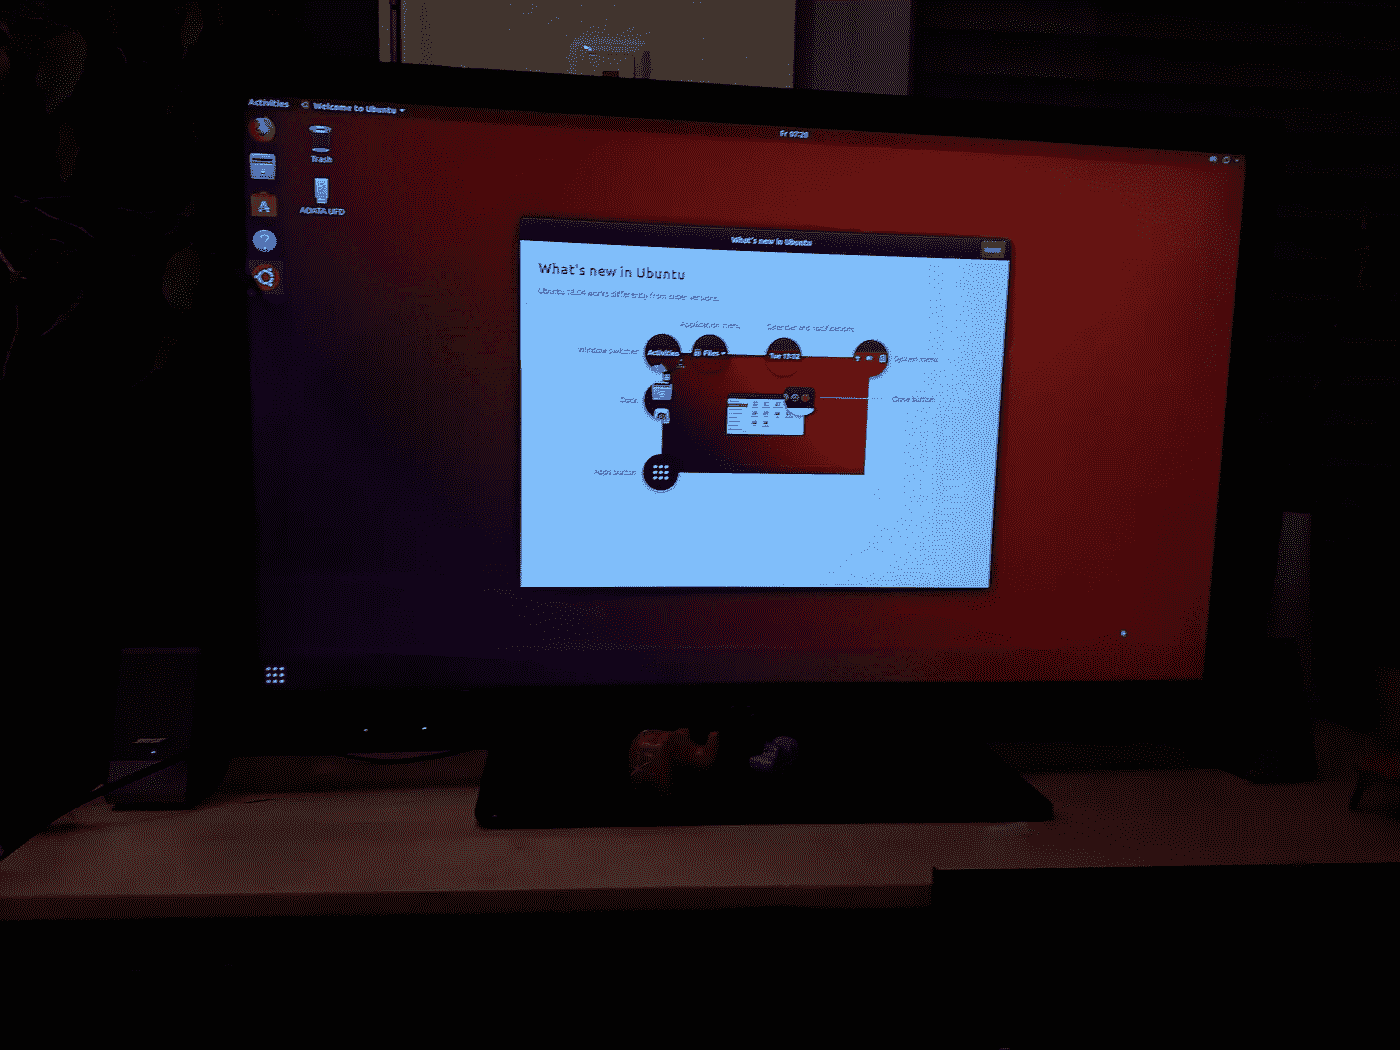 Activities Welcome to Ubuntu
Fr 07:28
Trash
ADATA UFD
What's new in Ubuntu
What's new in Ubuntu
Ubuntu 18.04 works differently from older versions.
Application menu
Calendar and notifications
Window switcher
Activities
Files
Tue 13:32
System menu
Dock
Close button
Apps button